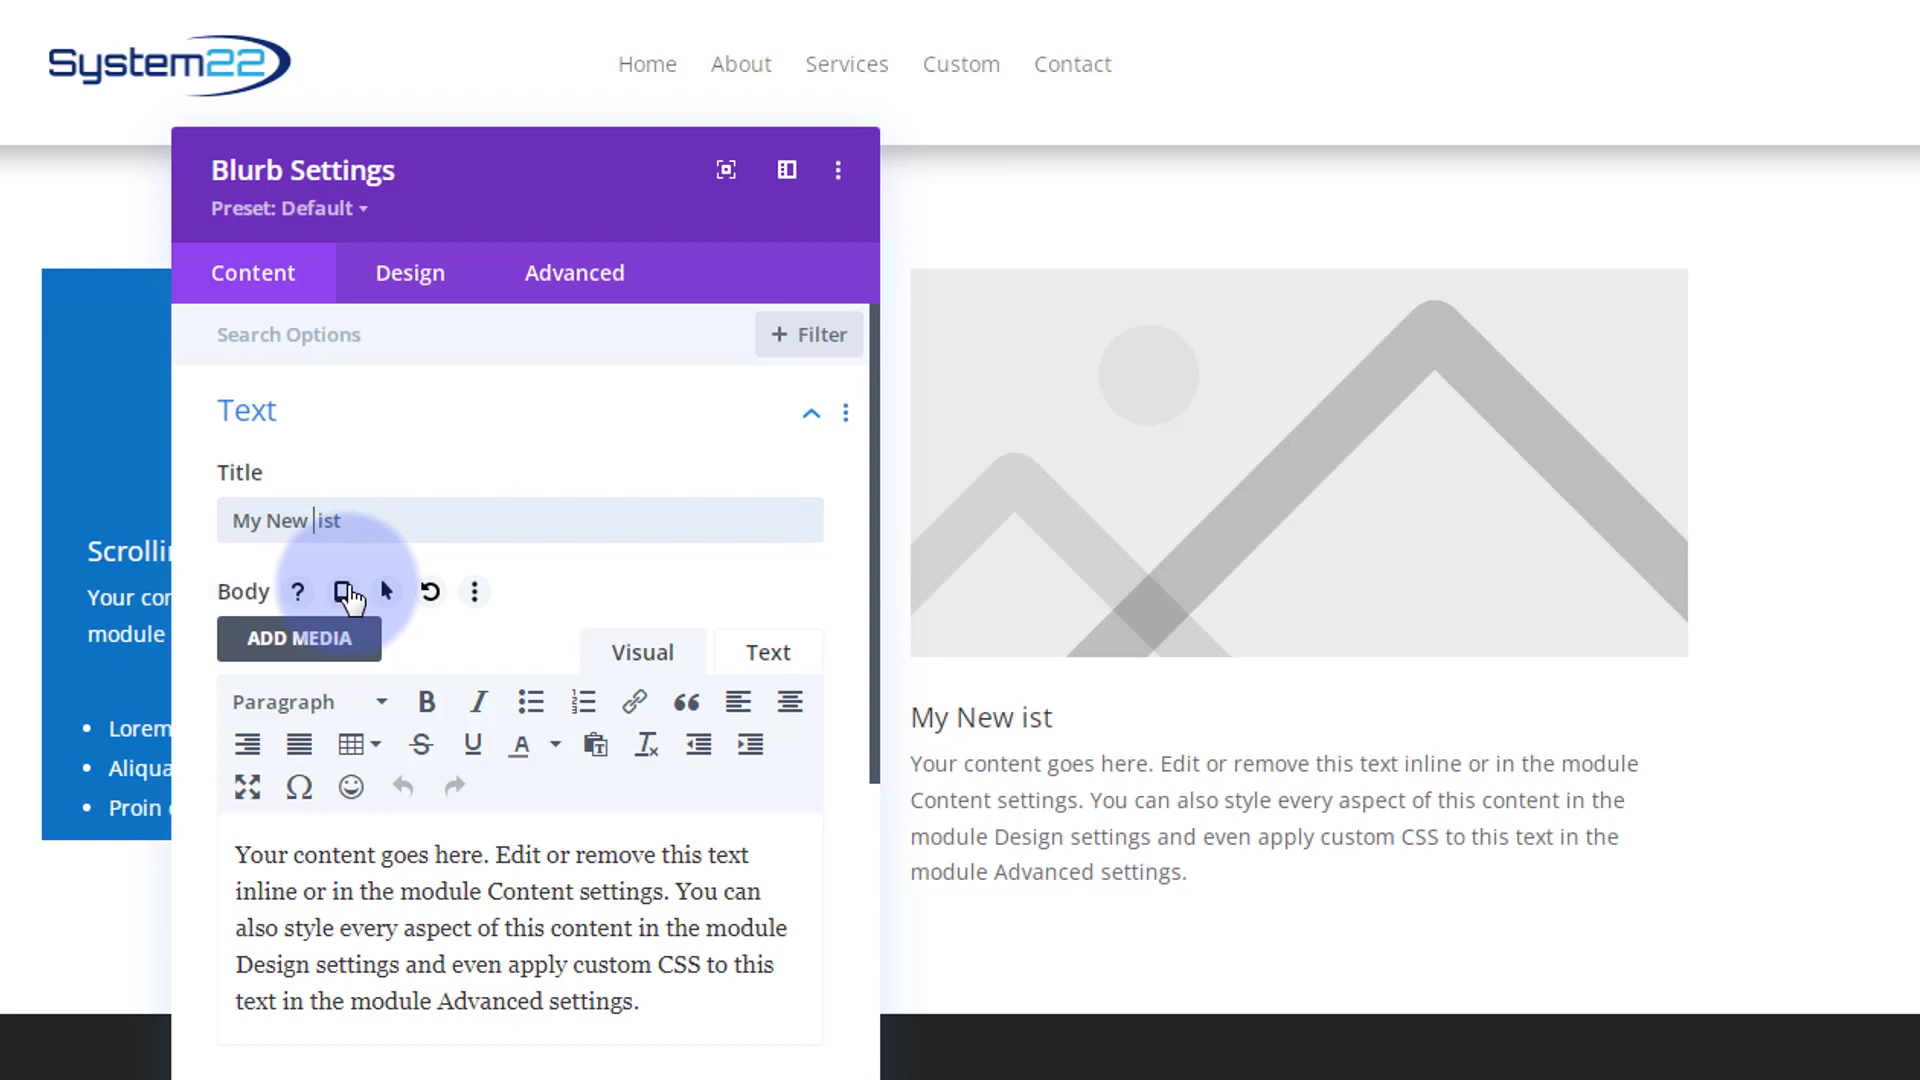 System22
Home
About
Services
Custom
Contact
Blurb Settings
Preset: Default
Content
Design
Advanced
Search Options
+ Filter
Text
Title
My New ist
Body
?
ADD MEDIA
Visual
Text
Paragraph
B
I
U
A
Your content goes here. Edit or remove this text
inline or in the module Content settings. You can
also style every aspect of this content in the module
Design settings and even apply custom CSS to this
text in the module Advanced settings.
Your
module
Lorem
Aliqua
Proin
My New ist
Your content goes here. Edit or remove this text inline or in the module
Content settings. You can also style every aspect of this content in the
module Design settings and even apply custom CSS to this text in the
module Advanced settings.